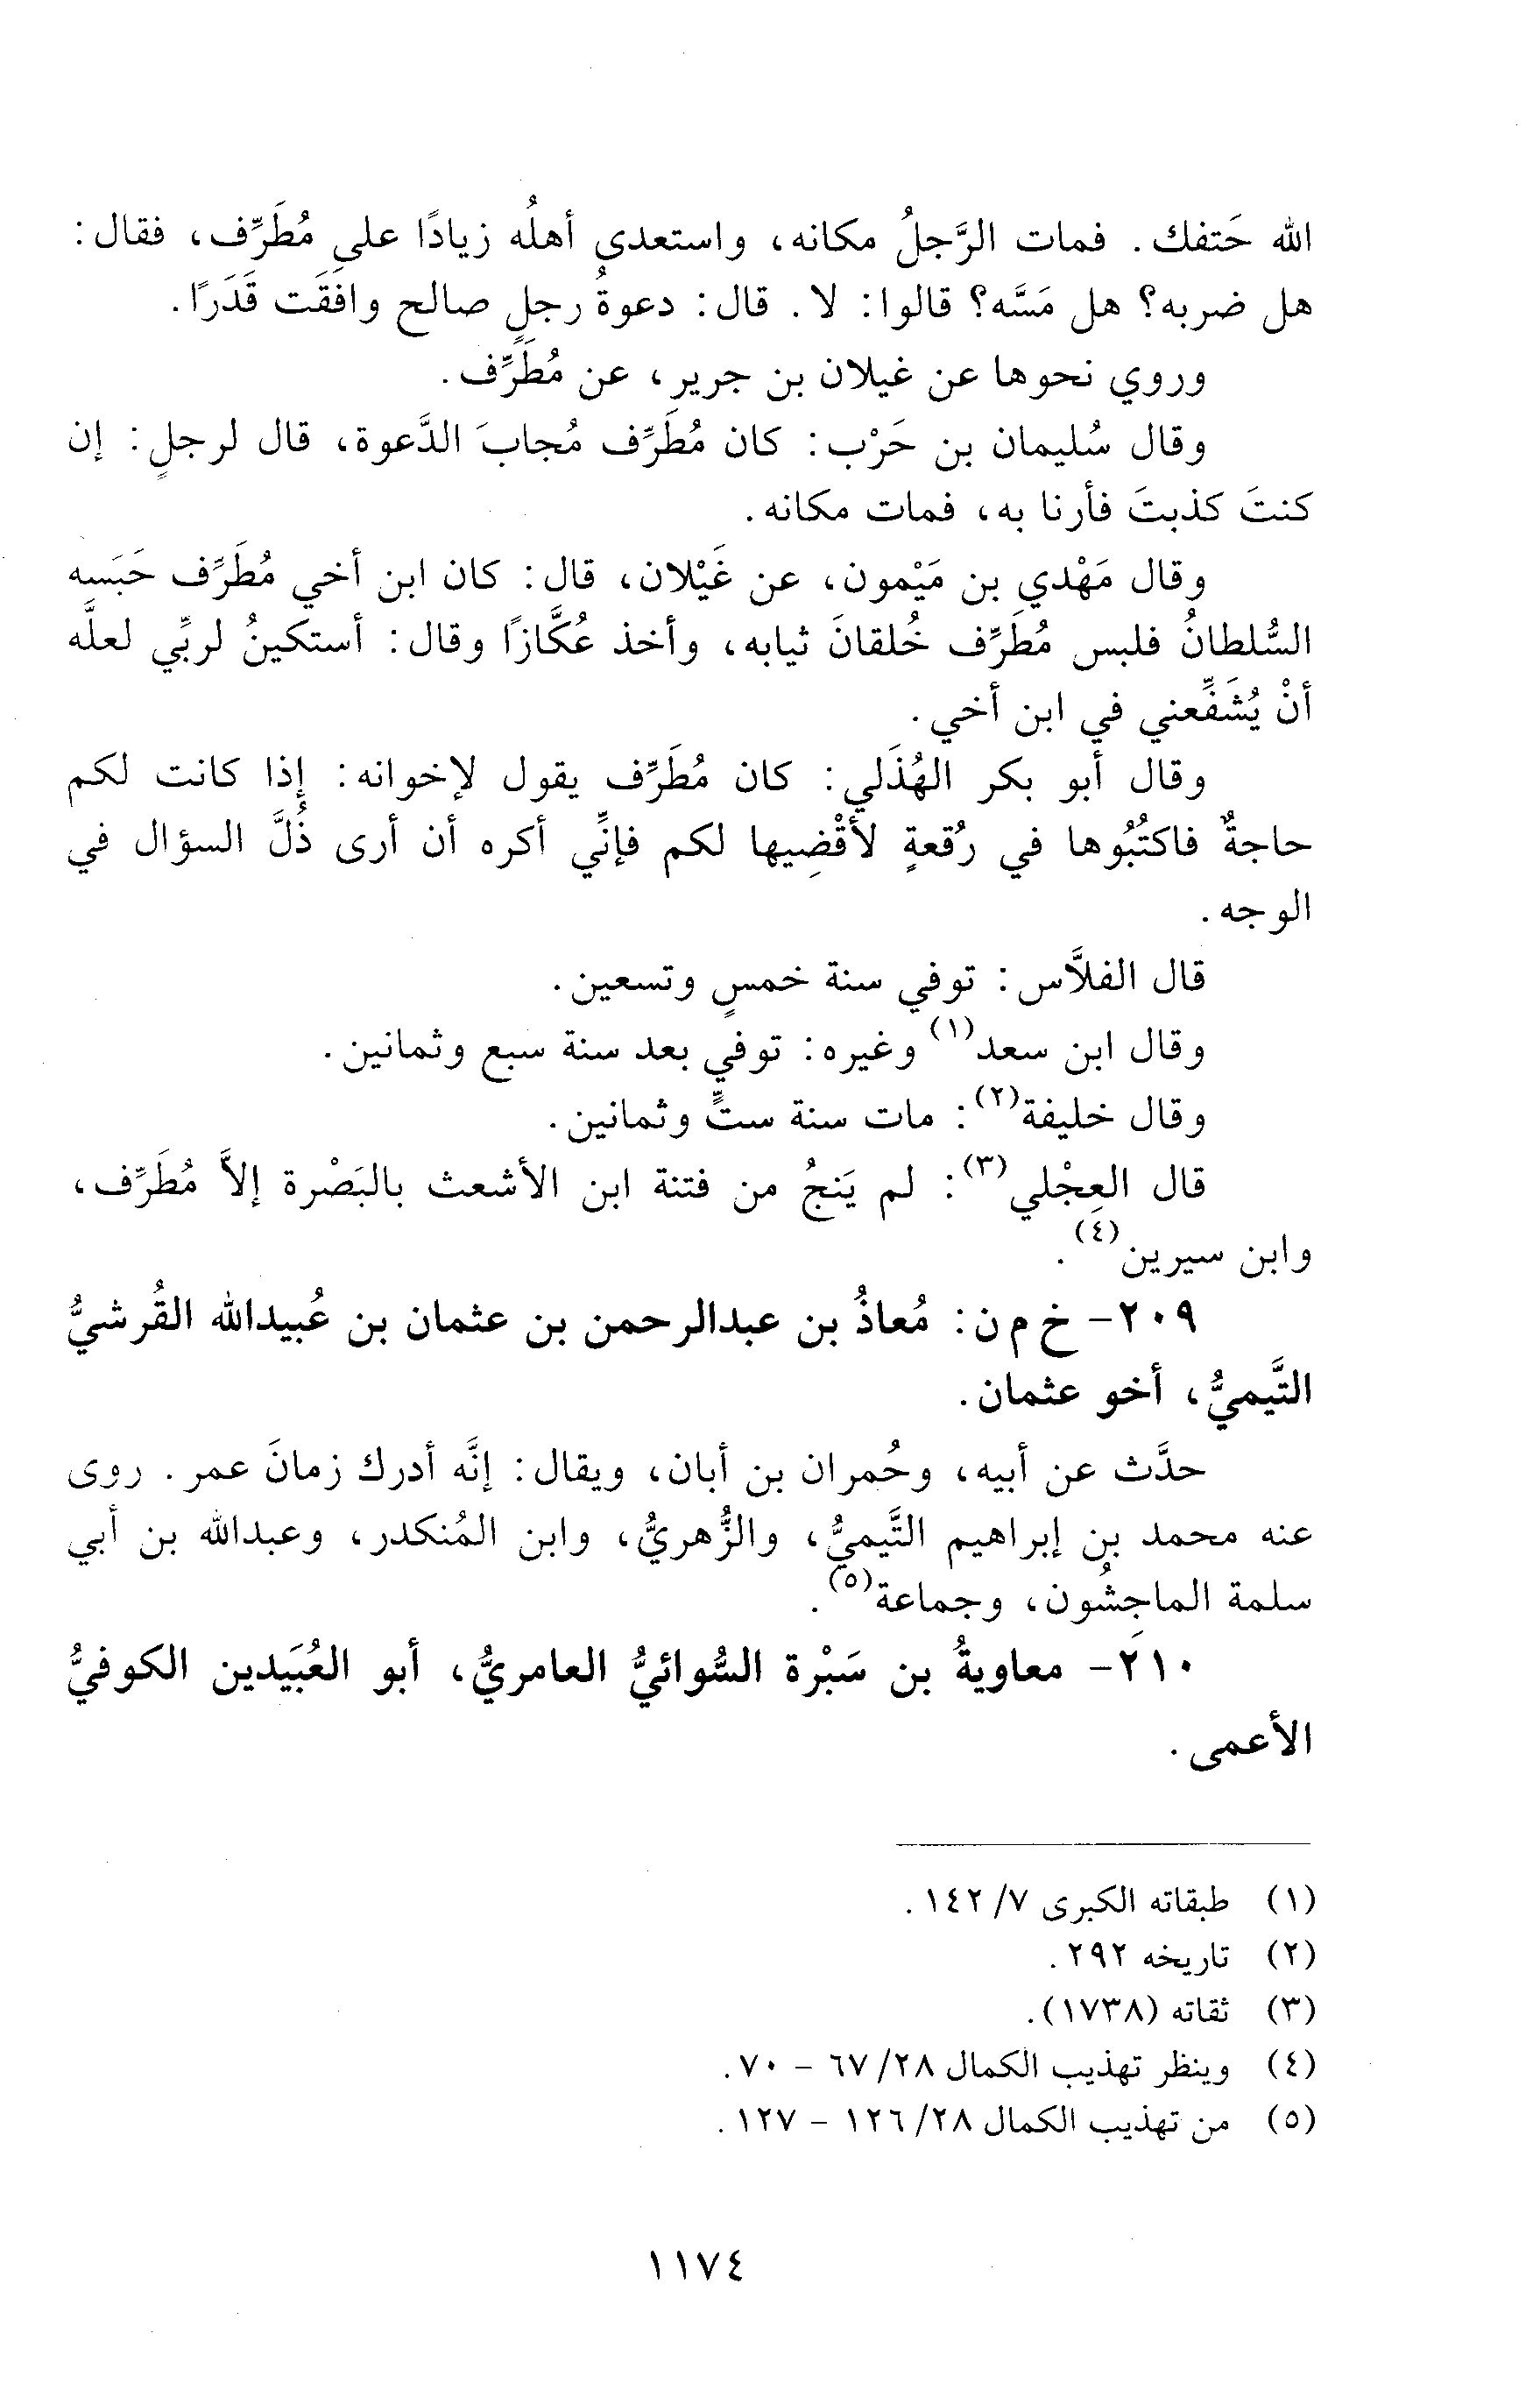 الله حَتفك. فمات الرَّجلُ مكانه، واستعدى أهلُه زيادًا على مُطَرِّف، فقال:
هل ضربه؟ هل مَسَّه؟ قالوا: لا. قال: دعوةُ رجلٍ صالح وافَقَت قَدَرًا.
وروي نحوها عن غيلان بن جرير، عن مُطَرِّف.
وقال سُليمان بن حَرْب: كان مُطَرِّف مُجابَ الدَّعوة، قال لرجلٍ: إن
كنتَ كذبتَ فأرنا به، فمات مكانه.
وقال مَهْدي بن مَيْمون، عن غَيْلان، قال: كان ابن أخي مُطَرِّف حَبَسه
السُّلطانُ فلبس مُطَرِّف خُلقانَ ثيابه، وأخذ عُكَّازًا وقال: أستكينُ لربِّي لعلَّه
أنْ يُشَفِّعني في ابن أخي.
وقال أبو بكر الهُذَلي: كان مُطَرِّف يقول لإخوانه: إذا كانت لكم
حاجةٌ فاكتُبُوها في رُقعةٍ لأقْضِيها لكم فإنِّي أكره أن أرى ذُلَّ السؤال في
الوجه.
قال الفلاَّس: توفي سنة خمسٍ وتسعين.
وقال ابن سعد(١) وغيره: توفي بعد سنة سبع وثمانين.
وقال خليفة(٢): مات سنة ستٍّ وثمانين.
قال العِجْلي(٣): لم يَنجُ من فتنة ابن الأشعث بالبَصْرة إلاَّ مُطَرِّف،
وابن سيرين(٤).
٢٠٩- خ م ن: مُعاذُ بن عبدالرحمن بن عثمان بن عُبيدالله القُرشيُّ
التَّيميُّ، أخو عثمان.
حدَّث عن أبيه، وحُمران بن أبان، ويقال: إنَّه أدرك زمانَ عمر. روى
عنه محمد بن إبراهيم التَّيميُّ، والزُّهريُّ، وابن المُنكدر، وعبدالله بن أبي
سلمة الماجِشُون، وجماعة(٥).
٢١٠- معاويةُ بن سَبْرة السُّوائيُّ العامريُّ، أبو العُبَيدين الكوفيُّ
الأعمى.
(١) طبقاته الكبرى ٧/ ١٤٢.
(٢) تاريخه ٢٩٢.
(٣) ثقاته (١٧٣٨).
(٤) وينظر تهذيب الكمال ٢٨/ ٦٧ - ٧٠.
(٥) من تهذيب الكمال ٢٨/ ١٢٦ - ١٢٧.
١١٧٤